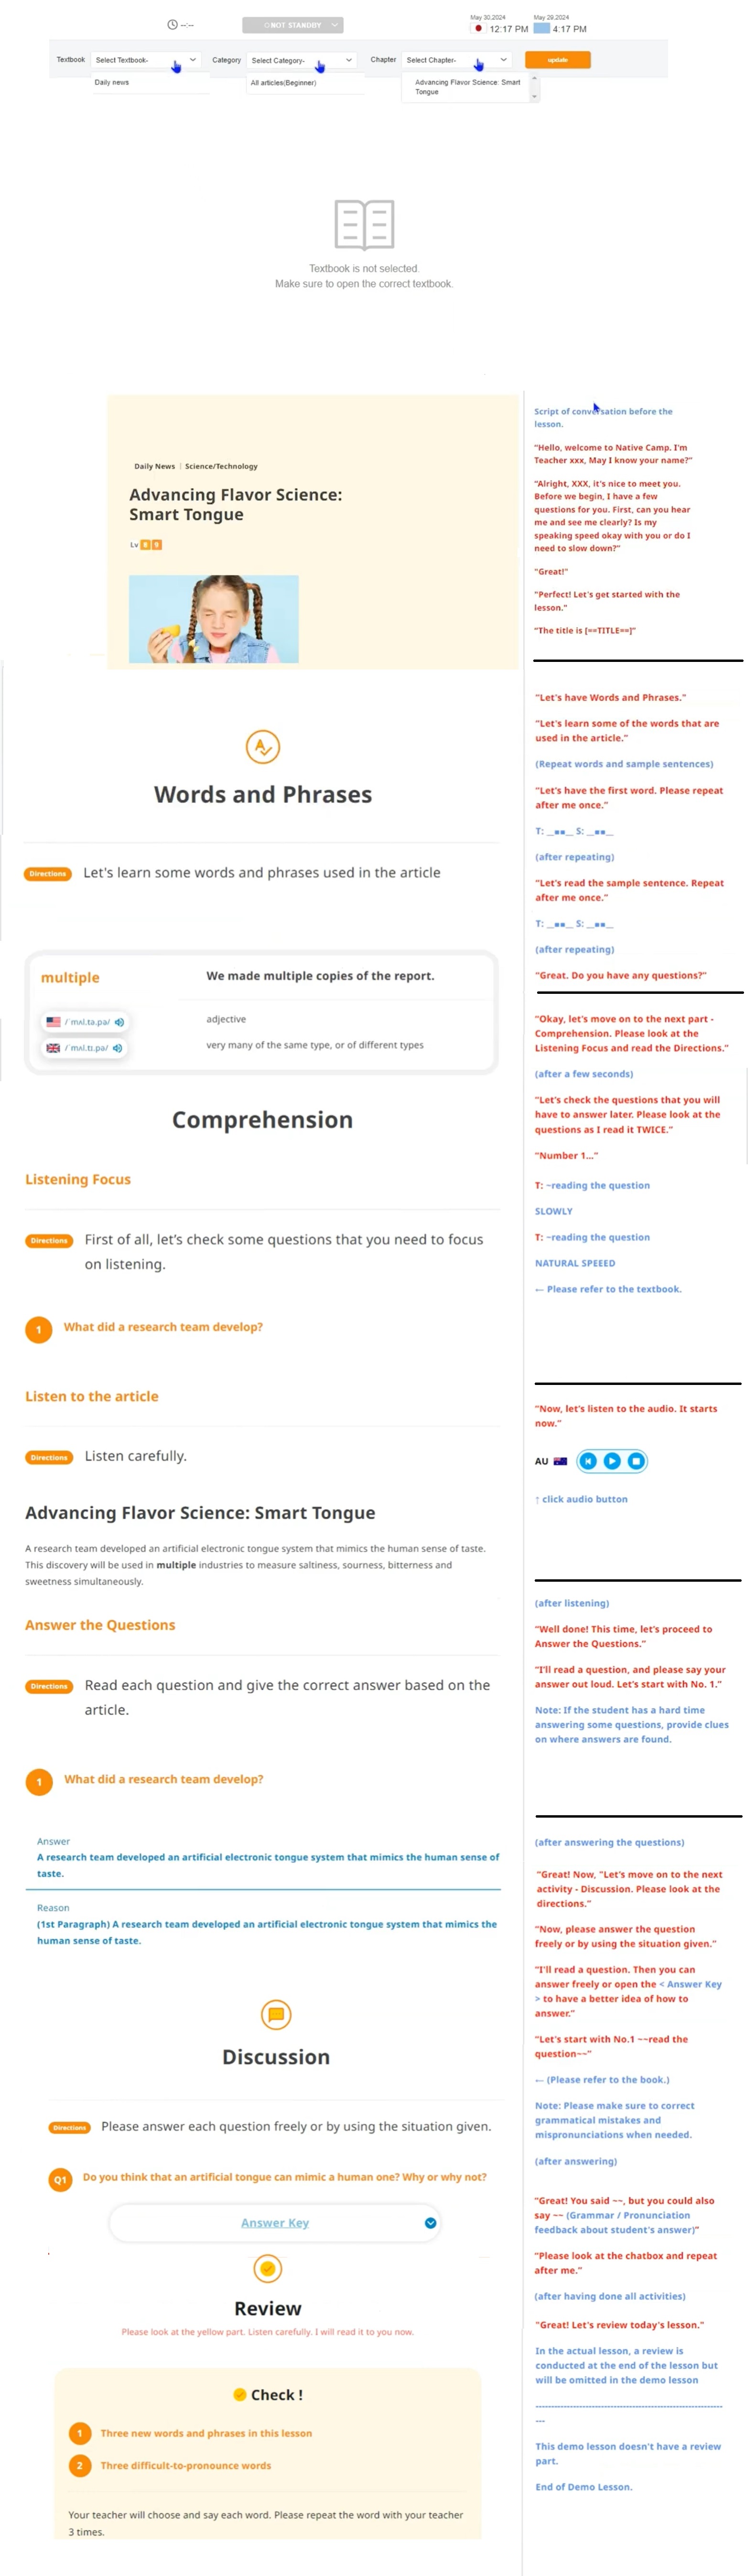 --:--
NOT STANDBY
May 30,2024
12:17 PM
May 29,2024
4:17 PM
Textbook
Select Textbook-
Category
Select Category-
Chapter
Select Chapter-
update
Daily news
All articles(Beginner)
Advancing Flavor Science: Smart
Tongue
Textbook is not selected.
Make sure to open the correct textbook.
Daily News | Science/Technology
Advancing Flavor Science:
Smart Tongue
Lv
Script of conversation before the
lesson.
"Hello, welcome to Native Camp. I'm
Teacher xxx, May I know your name?"
"Alright, XXX, it's nice to meet you.
Before we begin, I have a few
questions for you. First, can you hear
me and see me clearly? Is my
speaking speed okay with you or do I
need to slow down?"
"Great!"
"Perfect! Let's get started with the
lesson."
"The title is [==TITLE==]"
Words and Phrases
Directions
Let's learn some words and phrases used in the article
multiple
We made multiple copies of the report.
/ˈmʌl.tə.pəl/
adjective
/ˈmʌl.tɪ.pəl/
very many of the same type, or of different types
"Let's have Words and Phrases."
"Let's learn some of the words that are
used in the article."
(Repeat words and sample sentences)
"Let's have the first word. Please repeat
after me once."
T: __■■__ S: __■■__
(after repeating)
"Let's read the sample sentence. Repeat
after me once."
T: __■■__ S: __■■__
(after repeating)
"Great. Do you have any questions?"
Comprehension
Listening Focus
Directions
First of all, let's check some questions that you need to focus
on listening.
1
What did a research team develop?
"Okay, let's move on to the next part -
Comprehension. Please look at the
Listening Focus and read the Directions."
(after a few seconds)
"Let's check the questions that you will
have to answer later. Please look at the
questions as I read it TWICE."
"Number 1..."
T: ~reading the question
SLOWLY
T: ~reading the question
NATURAL SPEEED
← Please refer to the textbook.
Listen to the article
Directions
Listen carefully.
Advancing Flavor Science: Smart Tongue
A research team developed an artificial electronic tongue system that mimics the human sense of taste.
This discovery will be used in multiple industries to measure saltiness, sourness, bitterness and
sweetness simultaneously.
"Now, let's listen to the audio. It starts
now."
AU
↑ click audio button
Answer the Questions
Directions
Read each question and give the correct answer based on the
article.
1
What did a research team develop?
Answer
A research team developed an artificial electronic tongue system that mimics the human sense of
taste.
Reason
(1st Paragraph) A research team developed an artificial electronic tongue system that mimics the
human sense of taste.
(after listening)
"Well done! This time, let's proceed to
Answer the Questions."
"I'll read a question, and please say your
answer out loud. Let's start with No. 1."
Note: If the student has a hard time
answering some questions, provide clues
on where answers are found.
Discussion
Directions
Please answer each question freely or by using the situation given.
Q1
Do you think that an artificial tongue can mimic a human one? Why or why not?
Answer Key
(after answering the questions)
"Great! Now, "Let's move on to the next
activity - Discussion. Please look at the
directions."
"Now, please answer the question
freely or by using the situation given."
"I'll read a question. Then you can
answer freely or open the < Answer Key
> to have a better idea of how to
answer."
"Let's start with No.1 ~~read the
question~~"
← (Please refer to the book.)
Note: Please make sure to correct
grammatical mistakes and
mispronunciations when needed.
(after answering)
"Great! You said ~~, but you could also
say ~~ (Grammar / Pronunciation
feedback about student's answer)"
"Please look at the chatbox and repeat
after me."
(after having done all activities)
"Great! Let's review today's lesson."
In the actual lesson, a review is
conducted at the end of the lesson but
will be omitted in the demo lesson
------------------------------------------------------------
---
This demo lesson doesn't have a review
part.
End of Demo Lesson.
Review
Please look at the yellow part. Listen carefully. I will read it to you now.
Check !
1
Three new words and phrases in this lesson
2
Three difficult-to-pronounce words
Your teacher will choose and say each word. Please repeat the word with your teacher
3 times.